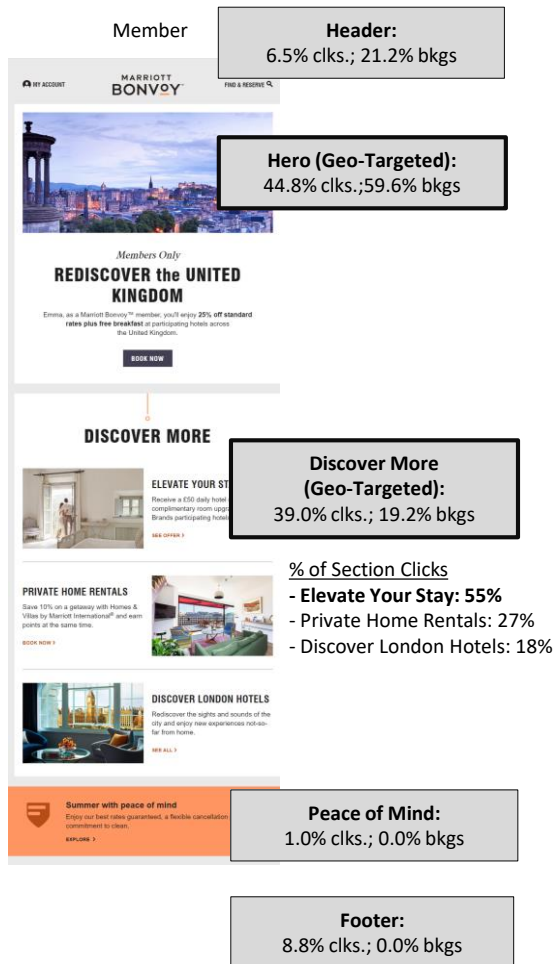 Member
Header:
6.5% clks.; 21.2% bkgs
MY ACCOUNT
MARRIOTT
BONVOY™
FIND & RESERVE
Hero (Geo-Targeted):
44.8% clks.;59.6% bkgs
Members Only
REDISCOVER the UNITED
KINGDOM
Emma, as a Marriott Bonvoy™ member, you'll enjoy 25% off standard
rates plus free breakfast at participating hotels across
the United Kingdom.
BOOK NOW
DISCOVER MORE
Discover More
(Geo-Targeted):
39.0% clks.; 19.2% bkgs
ELEVATE YOUR ST
Receive a £50 daily hotel
complimentary room upgr
Brands participating hotels
SEE OFFER >
% of Section Clicks
- Elevate Your Stay: 55%
- Private Home Rentals: 27%
- Discover London Hotels: 18%
PRIVATE HOME RENTALS
Save 10% on a getaway with Homes &
Villas by Marriott International® and earn
points at the same time.
BOOK NOW >
DISCOVER LONDON HOTELS
Rediscover the sights and sounds of the
city and enjoy new experiences not-so-
far from home.
SEE ALL >
Summer with peace of mind
Enjoy our best rates guaranteed, a flexible cancellation
commitment to clean.
EXPLORE >
Peace of Mind:
1.0% clks.; 0.0% bkgs
Footer:
8.8% clks.; 0.0% bkgs